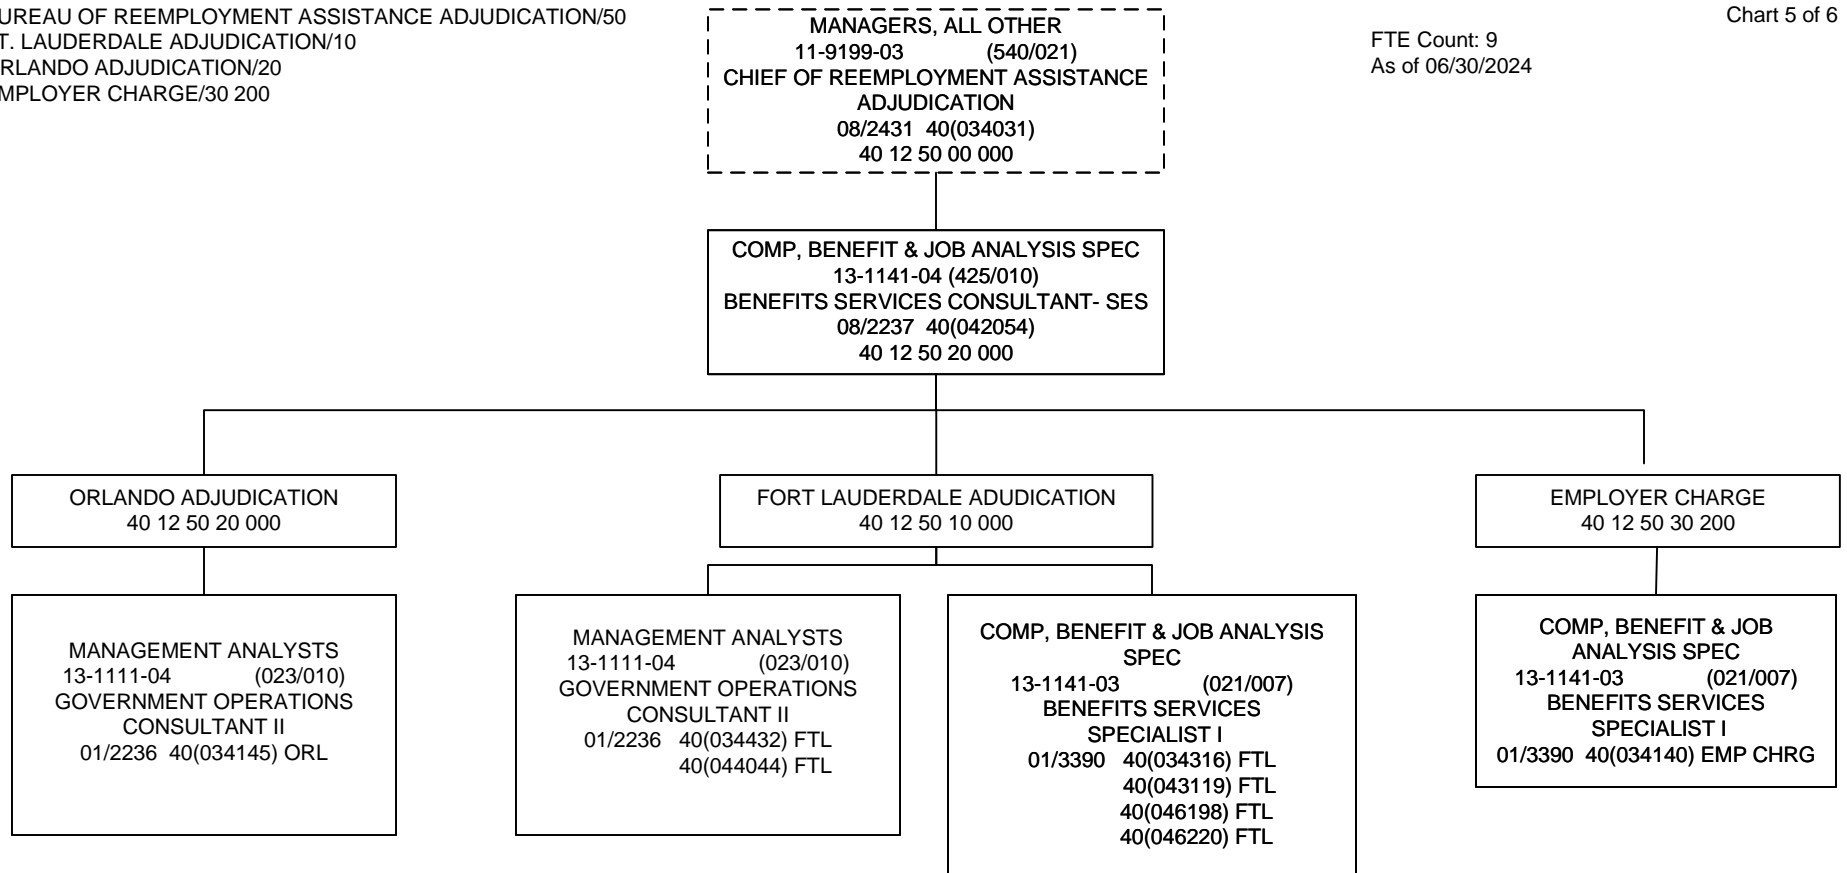 UREAU OF REEMPLOYMENT ASSISTANCE ADJUDICATION/50
T. LAUDERDALE ADJUDICATION/10
RLANDO ADJUDICATION/20
MPLOYER CHARGE/30 200
MANAGERS, ALL OTHER
11-9199-03 (540/021)
CHIEF OF REEMPLOYMENT ASSISTANCE
ADJUDICATION
08/2431 40(034031)
40 12 50 00 000
Chart 5 of 6
FTE Count: 9
As of 06/30/2024
COMP, BENEFIT & JOB ANALYSIS SPEC
13-1141-04 (425/010)
BENEFITS SERVICES CONSULTANT- SES
08/2237 40(042054)
40 12 50 20 000
ORLANDO ADJUDICATION
40 12 50 20 000
FORT LAUDERDALE ADUDICATION
40 12 50 10 000
EMPLOYER CHARGE
40 12 50 30 200
MANAGEMENT ANALYSTS
13-1111-04 (023/010)
GOVERNMENT OPERATIONS
CONSULTANT II
01/2236 40(034145) ORL
MANAGEMENT ANALYSTS
13-1111-04 (023/010)
GOVERNMENT OPERATIONS
CONSULTANT II
01/2236 40(034432) FTL
40(044044) FTL
COMP, BENEFIT & JOB ANALYSIS
SPEC
13-1141-03 (021/007)
BENEFITS SERVICES
SPECIALIST I
01/3390 40(034316) FTL
40(043119) FTL
40(046198) FTL
40(046220) FTL
COMP, BENEFIT & JOB
ANALYSIS SPEC
13-1141-03 (021/007)
BENEFITS SERVICES
SPECIALIST I
01/3390 40(034140) EMP CHRG